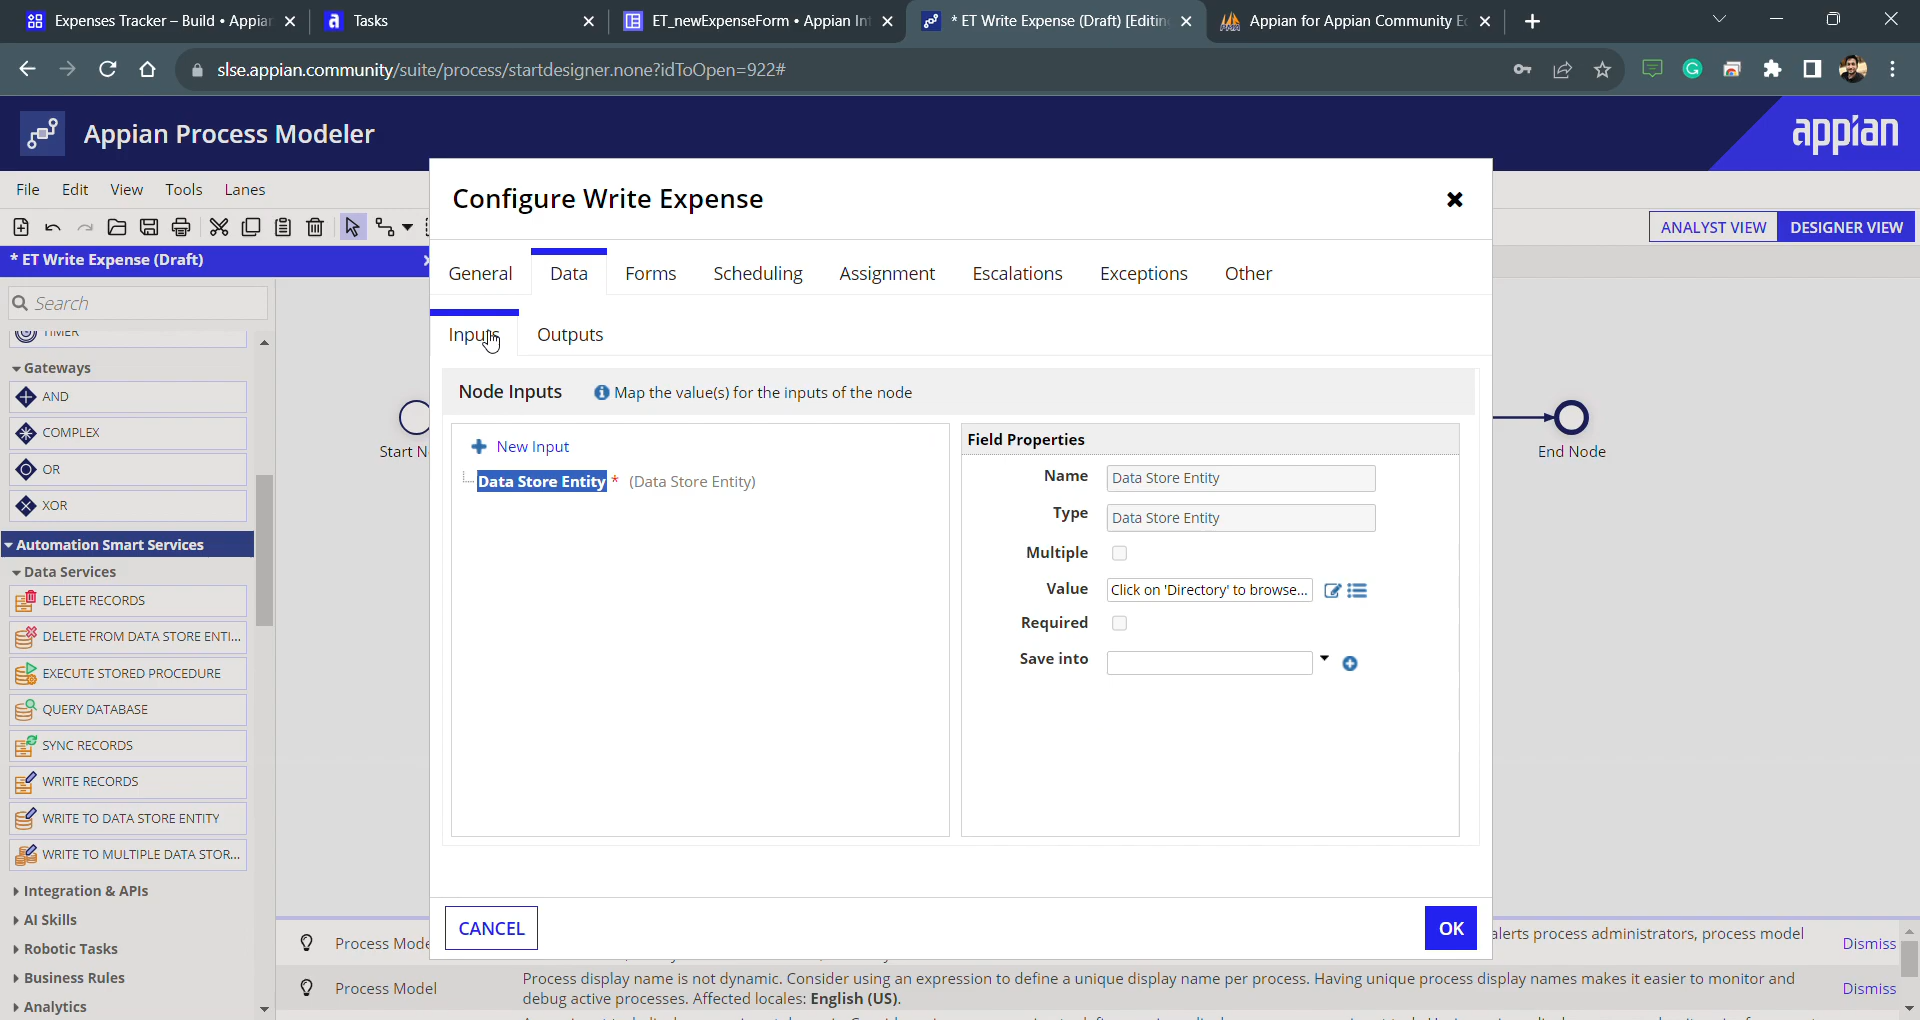 Expenses Tracker – Build • Appian
Tasks
ET_newExpenseForm • Appian In
* ET Write Expense (Draft) [Editin
Appian for Appian Community E
slse.appian.community/suite/process/startdesigner.none?idToOpen=922#
Appian Process Modeler
appian
File Edit View Tools Lanes
ANALYST VIEW DESIGNER VIEW
* ET Write Expense (Draft)
Search
TIMER
Gateways
AND
COMPLEX
OR
XOR
Automation Smart Services
Data Services
DELETE RECORDS
DELETE FROM DATA STORE ENTI...
EXECUTE STORED PROCEDURE
QUERY DATABASE
SYNC RECORDS
WRITE RECORDS
WRITE TO DATA STORE ENTITY
WRITE TO MULTIPLE DATA STOR...
Integration & APIs
AI Skills
Robotic Tasks
Business Rules
Analytics
Start N
End Node
Configure Write Expense
General Data Forms Scheduling Assignment Escalations Exceptions Other
Inputs Outputs
Node Inputs Map the value(s) for the inputs of the node
New Input
Data Store Entity * (Data Store Entity)
Field Properties
Name Data Store Entity
Type Data Store Entity
Multiple
Value Click on 'Directory' to browse...
Required
Save into
CANCEL OK
Process Mode
alerts process administrators, process model
Dismiss
Process Model
Process display name is not dynamic. Consider using an expression to define a unique display name per process. Having unique process display names makes it easier to monitor and
debug active processes. Affected locales: English (US).
Dismiss